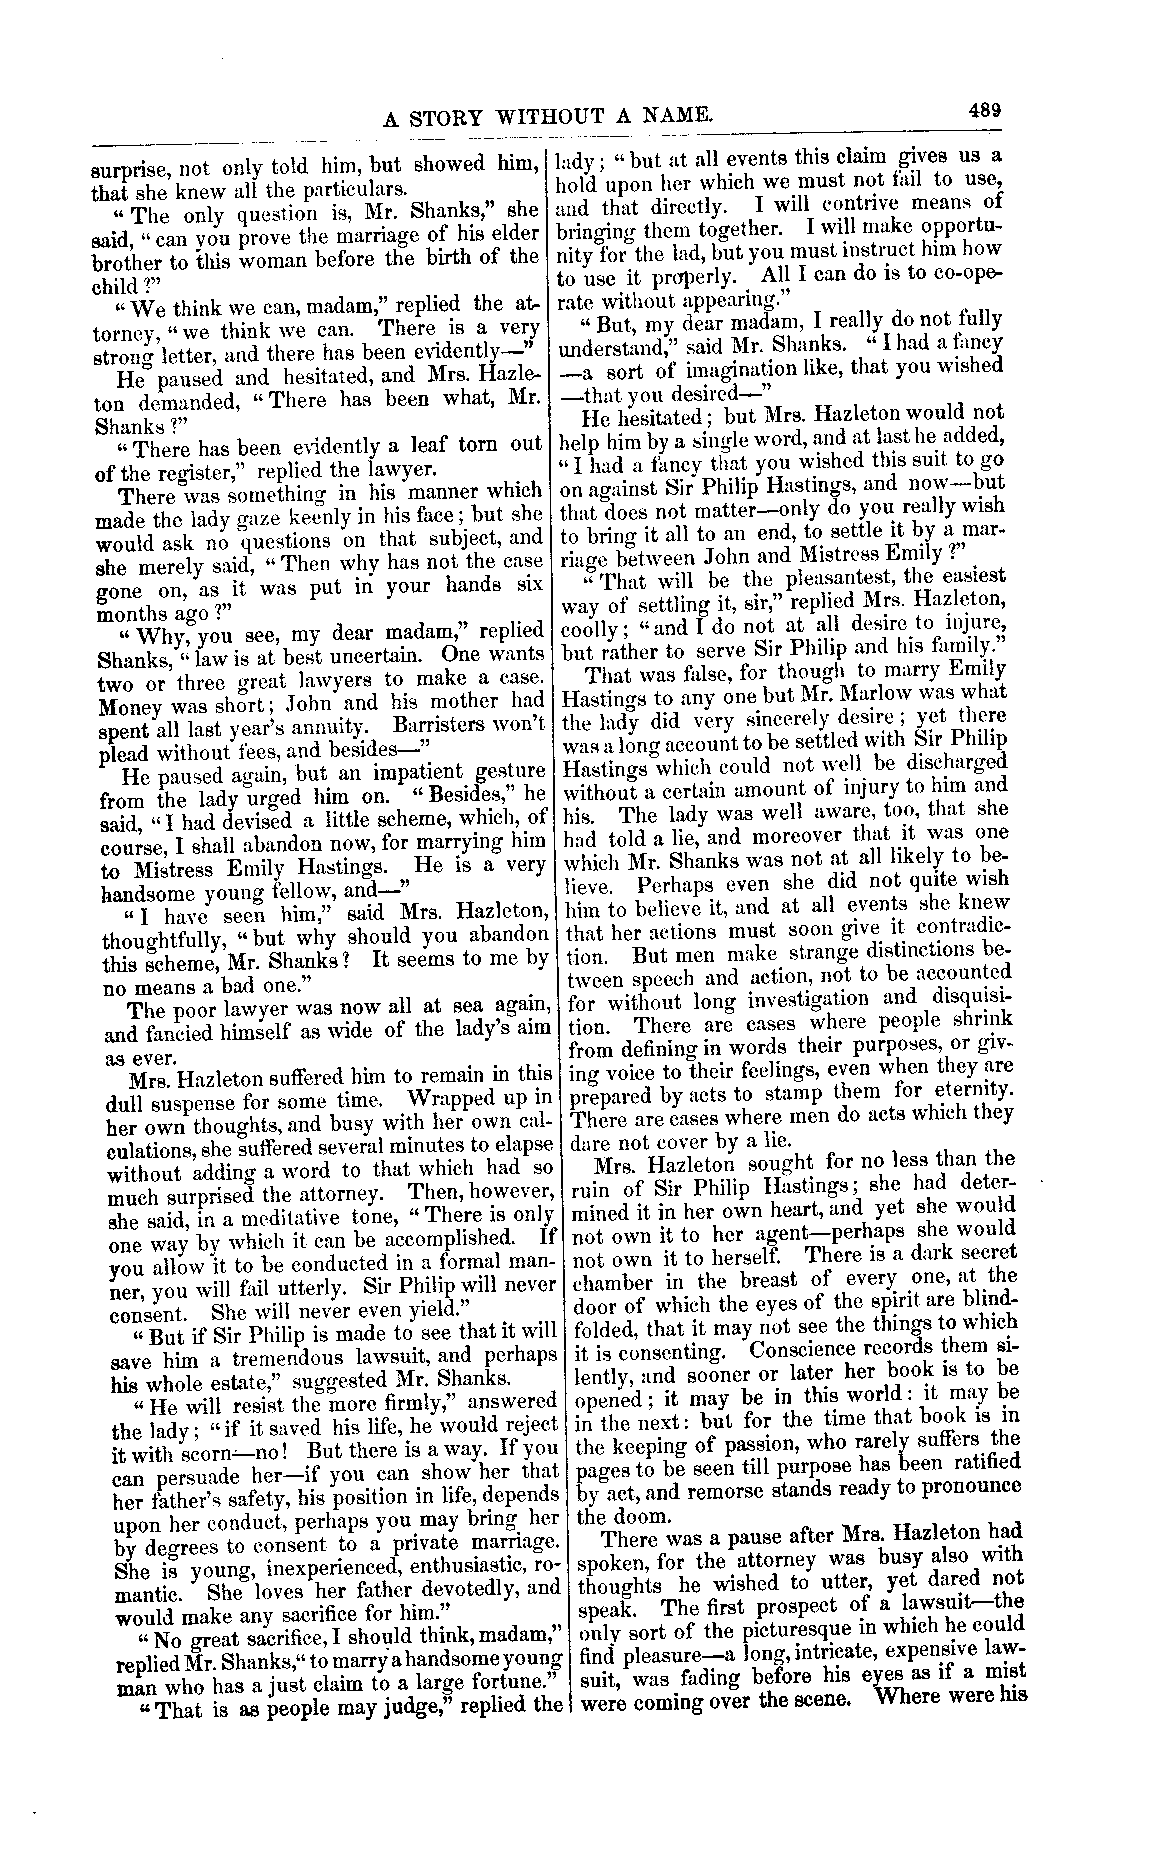 A STORY WITHOUT A NAME.
489
surprise, not only told him, but showed him,
that she knew all the particulars.
“The only question is, Mr. Shanks,” she
said, “can you prove the marriage of his elder
brother to this woman before the birth of the
child?”
“We think we can, madam,” replied the at-
torney, “we think we can. There is a very
strong letter, and there has been evidently—”
He paused and hesitated, and Mrs. Hazle-
ton demanded, “There has been what, Mr.
Shanks?”
“There has been evidently a leaf torn out
of the register,” replied the lawyer.
There was something in his manner which
made the lady gaze keenly in his face; but she
would ask no questions on that subject, and
she merely said, “Then why has not the case
gone on, as it was put in your hands six
months ago?”
“Why, you see, my dear madam,” replied
Shanks, “law is at best uncertain. One wants
two or three great lawyers to make a case.
Money was short; John and his mother had
spent all last year’s annuity. Barristers won’t
plead without fees, and besides—”
He paused again, but an impatient gesture
from the lady urged him on. “Besides,” he
said, “I had devised a little scheme, which, of
course, I shall abandon now, for marrying him
to Mistress Emily Hastings. He is a very
handsome young fellow, and—”
“I have seen him,” said Mrs. Hazleton,
thoughtfully, “but why should you abandon
this scheme, Mr. Shanks? It seems to me by
no means a bad one.”
The poor lawyer was now all at sea again,
and fancied himself as wide of the lady’s aim
as ever.
Mrs. Hazleton suffered him to remain in this
dull suspense for some time. Wrapped up in
her own thoughts, and busy with her own cal-
culations, she suffered several minutes to elapse
without adding a word to that which had so
much surprised the attorney. Then, however,
she said, in a meditative tone, “There is only
one way by which it can be accomplished. If
you allow it to be conducted in a formal man-
ner, you will fail utterly. Sir Philip will never
consent. She will never even yield.”
“But if Sir Philip is made to see that it will
save him a tremendous lawsuit, and perhaps
his whole estate,” suggested Mr. Shanks.
“He will resist the more firmly,” answered
the lady; “if it saved his life, he would reject
it with scorn—no! But there is a way. If you
can persuade her—if you can show her that
her father’s safety, his position in life, depends
upon her conduct, perhaps you may bring her
by degrees to consent to a private marriage.
She is young, inexperienced, enthusiastic, ro-
mantic. She loves her father devotedly, and
would make any sacrifice for him.”
“No great sacrifice, I should think, madam,”
replied Mr. Shanks, “to marry a handsome young
man who has a just claim to a large fortune.”
“That is as people may judge,” replied the
lady; “but at all events this claim gives us a
hold upon her which we must not fail to use,
and that directly. I will contrive means of
bringing them together. I will make opportu-
nity for the lad, but you must instruct him how
to use it properly. All I can do is to co-ope-
rate without appearing.”
“But, my dear madam, I really do not fully
understand,” said Mr. Shanks. “I had a fancy
—a sort of imagination like, that you wished
—that you desired—”
He hesitated; but Mrs. Hazleton would not
help him by a single word, and at last he added,
“I had a fancy that you wished this suit to go
on against Sir Philip Hastings, and now—but
that does not matter—only do you really wish
to bring it all to an end, to settle it by a mar-
riage between John and Mistress Emily?”
“That will be the pleasantest, the easiest
way of settling it, sir,” replied Mrs. Hazleton,
coolly; “and I do not at all desire to injure,
but rather to serve Sir Philip and his family.”
That was false, for though to marry Emily
Hastings to any one but Mr. Marlow was what
the lady did very sincerely desire; yet there
was a long account to be settled with Sir Philip
Hastings which could not well be discharged
without a certain amount of injury to him and
his. The lady was well aware, too, that she
had told a lie, and moreover that it was one
which Mr. Shanks was not at all likely to be-
lieve. Perhaps even she did not quite wish
him to believe it, and at all events she knew
that her actions must soon give it contradic-
tion. But men make strange distinctions be-
tween speech and action, not to be accounted
for without long investigation and disquisi-
tion. There are cases where people shrink
from defining in words their purposes, or giv-
ing voice to their feelings, even when they are
prepared by acts to stamp them for eternity.
There are cases where men do acts which they
dare not cover by a lie.
Mrs. Hazleton sought for no less than the
ruin of Sir Philip Hastings; she had deter-
mined it in her own heart, and yet she would
not own it to her agent—perhaps she would
not own it to herself. There is a dark secret
chamber in the breast of every one, at the
door of which the eyes of the spirit are blind-
folded, that it may not see the things to which
it is consenting. Conscience records them si-
lently, and sooner or later her book is to be
opened; it may be in this world: it may be
in the next: but for the time that book is in
the keeping of passion, who rarely suffers the
pages to be seen till purpose has been ratified
by act, and remorse stands ready to pronounce
the doom.
There was a pause after Mrs. Hazleton had
spoken, for the attorney was busy also with
thoughts he wished to utter, yet dared not
speak. The first prospect of a lawsuit—the
only sort of the picturesque in which he could
find pleasure—a long, intricate, expensive law-
suit, was fading before his eyes as if a mist
were coming over the scene. Where were his